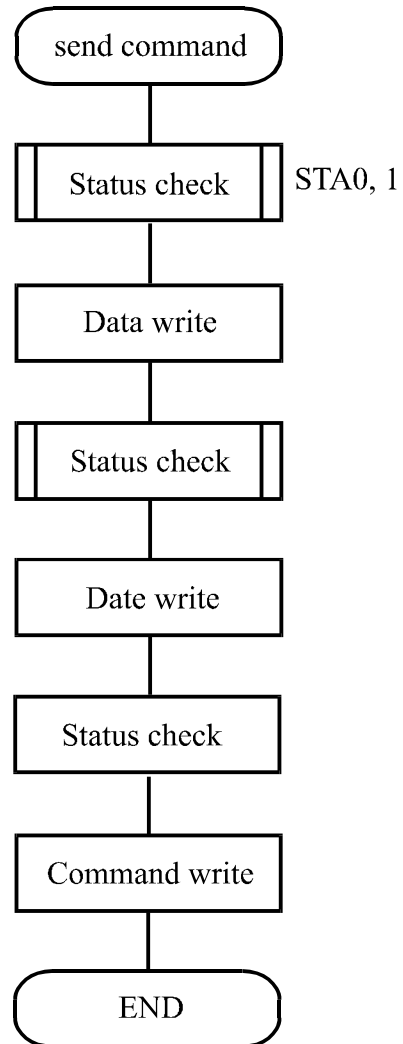 send command
Status check
STA0, 1
Data write
Status check
Date write
Status check
Command write
END